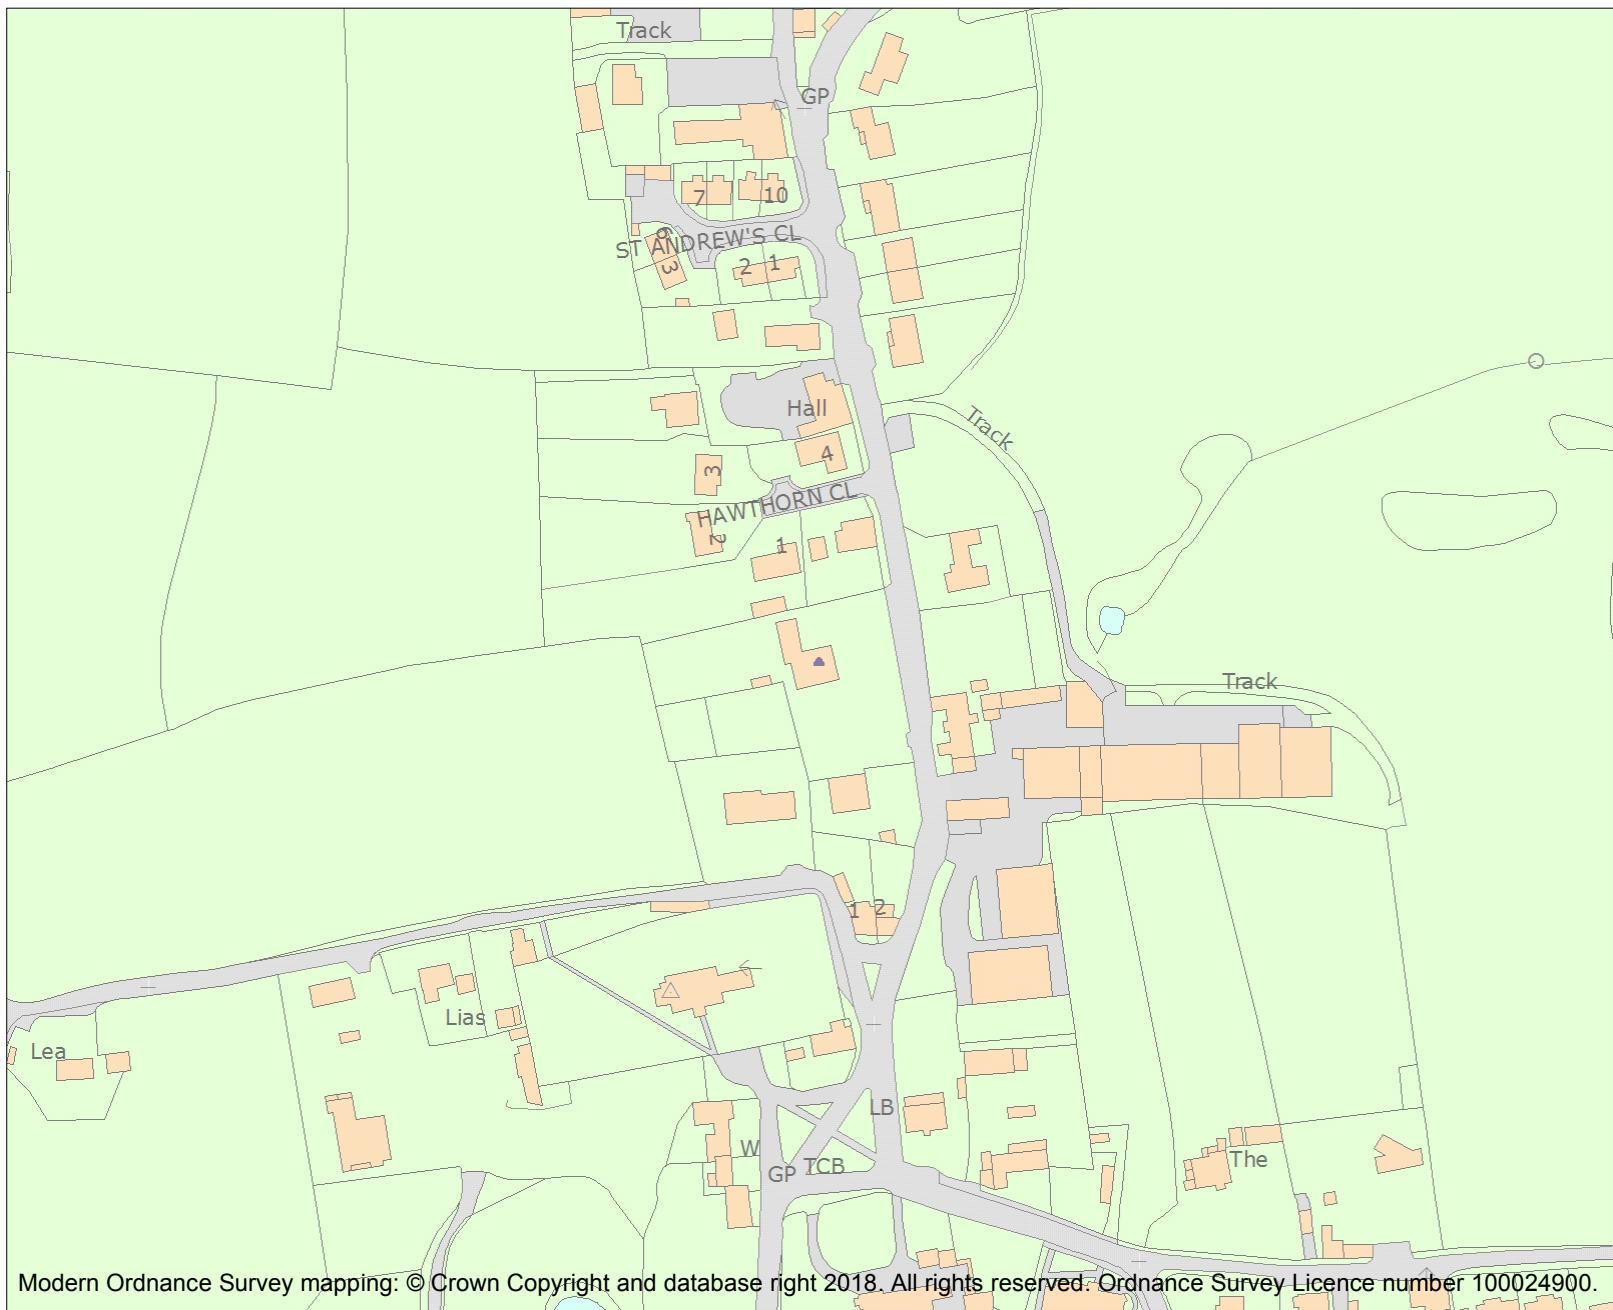 Track
GP
7
10
6
ST ANDREW'S CL
3
2
1
Hall
Track
4
3
HAWTHORN CL
2
1
Track
1
2
Lias
Lea
LB
W
TCB
GP
The
Modern Ordnance Survey mapping: © Crown Copyright and database right 2018. All rights reserved. Ordnance Survey Licence number 100024900.